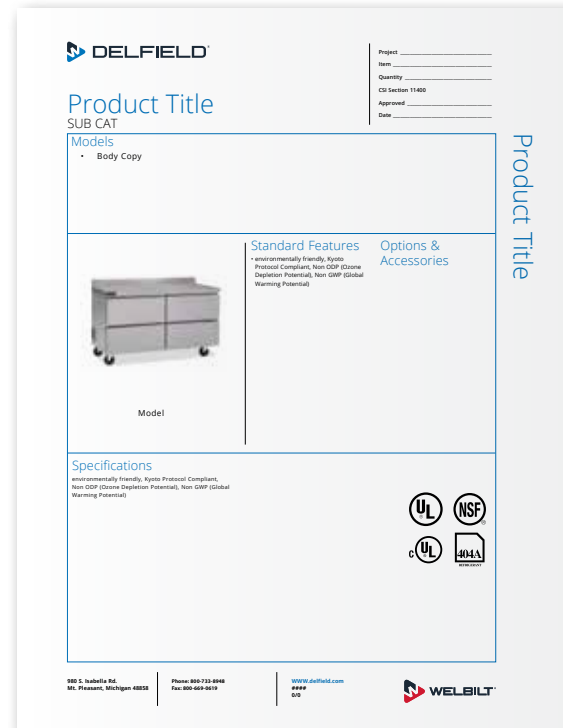 DELFIELD
Project
Item
Quantity
CSI Section 11400
Approved
Date
Product Title
SUB CAT
Models
• Body Copy
Product Title
Model
Standard Features
• environmentally friendly, Kyoto
Protocol Compliant, Non ODP (Ozone
Depletion Potential), Non GWP (Global
Warming Potential)
Options &
Accessories
Specifications
environmentally friendly, Kyoto Protocol Compliant,
Non ODP (Ozone Depletion Potential), Non GWP (Global
Warming Potential)
UL
NSF
C UL
404A
REFRIGERANT
980 S. Isabella Rd.
Mt. Pleasant, Michigan 48858
Phone: 800-733-8948
Fax: 800-669-0619
WWW.delfield.com
####
0/0
WELBILT